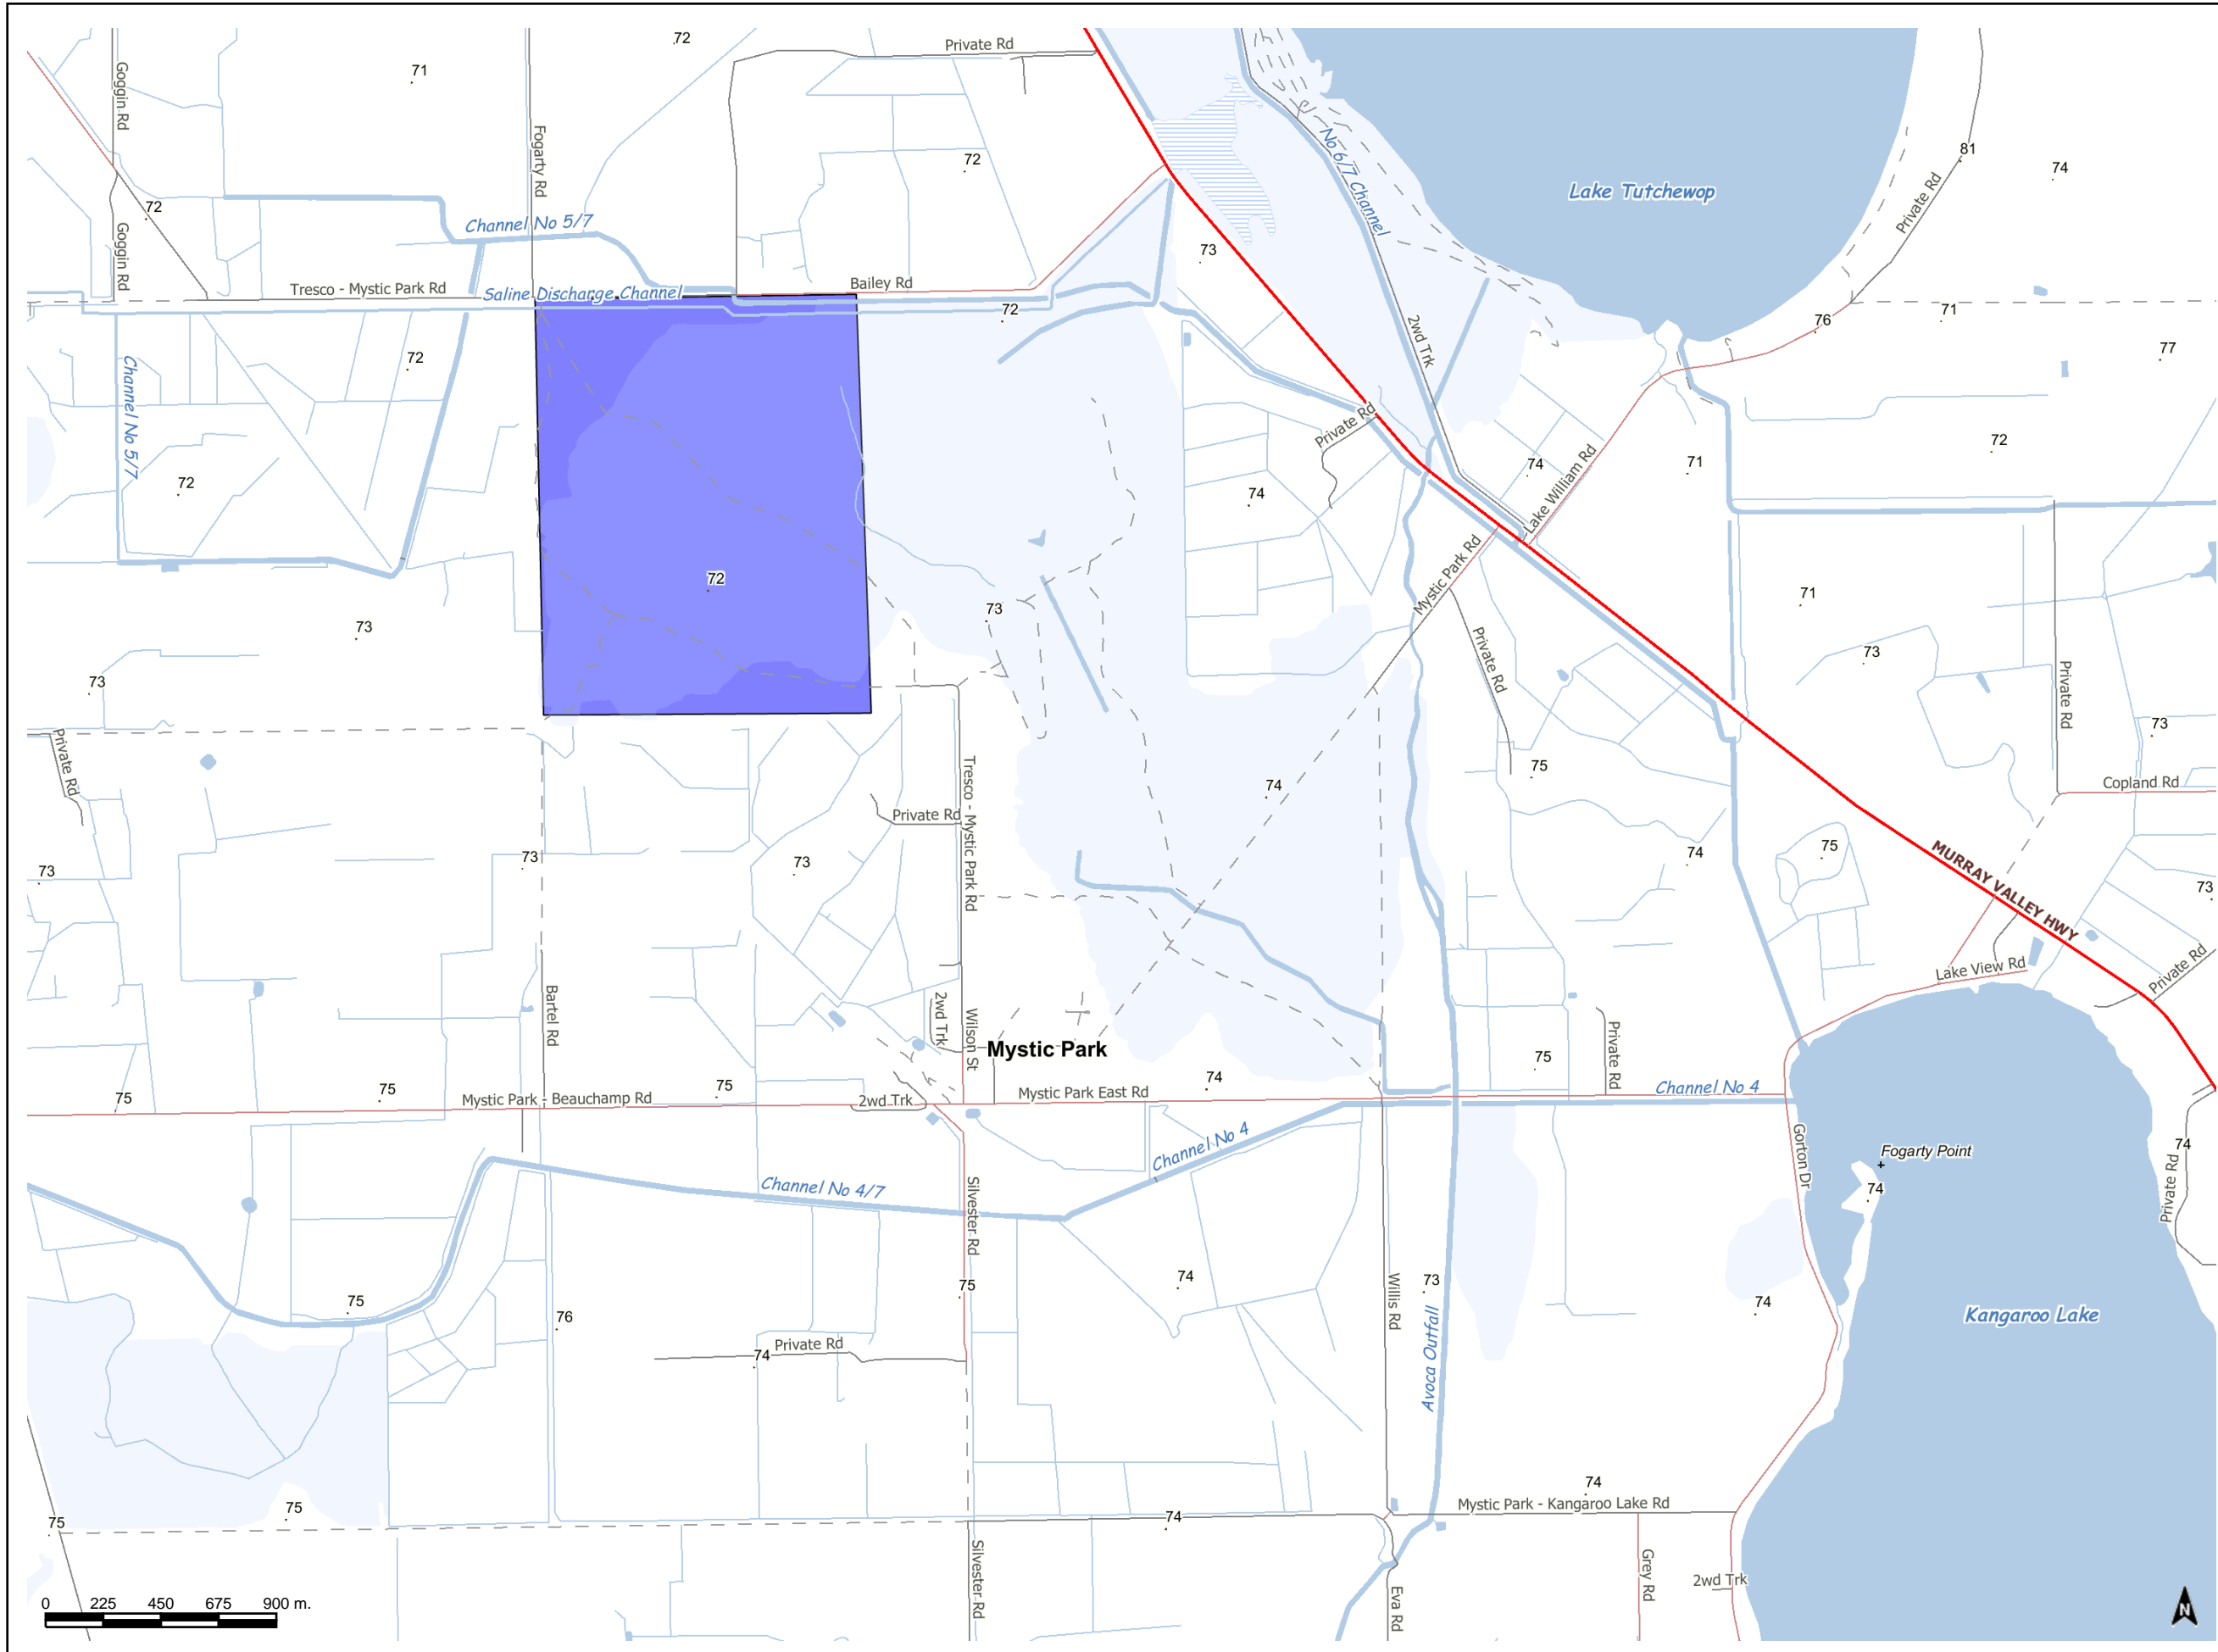 72
Private Rd
71
Goggin Rd
Fogarty Rd
72
No 6/7 Channel
81
74
Lake Tutchewop
Private Rd
72
Channel No 5/7
Goggin Rd
73
Tresco - Mystic Park Rd
Saline Discharge Channel
Bailey Rd
72
76
71
77
2wd Trk
72
Channel No 5/7
Private Rd
72
72
74
74
Lake William Rd
71
72
Mystic Park Rd
73
73
71
Private Rd
73
73
Private Rd
73
Private Rd
Tresco - Mystic Park Rd
75
74
Copland Rd
Private Rd
73
73
73
74
75
MURRAY VALLEY HWY
73
Lake View Rd
Private Rd
Bartel Rd
2wd Trk
Wilson St
Mystic Park
Private Rd
75
75
75
75
74
Mystic Park - Beauchamp Rd
2wd Trk
Mystic Park East Rd
Channel No 4
Channel No 4
Gorton Dr
Fogarty Point
74
74
Private Rd
Channel No 4/7
Silvester Rd
75
74
73
Willis Rd
Avoca Outfall
74
Kangaroo Lake
75
76
Private Rd
74
75
75
74
74
Mystic Park - Kangaroo Lake Rd
Silvester Rd
Eva Rd
Grey Rd
2wd Trk
0 225 450 675 900 m.
N